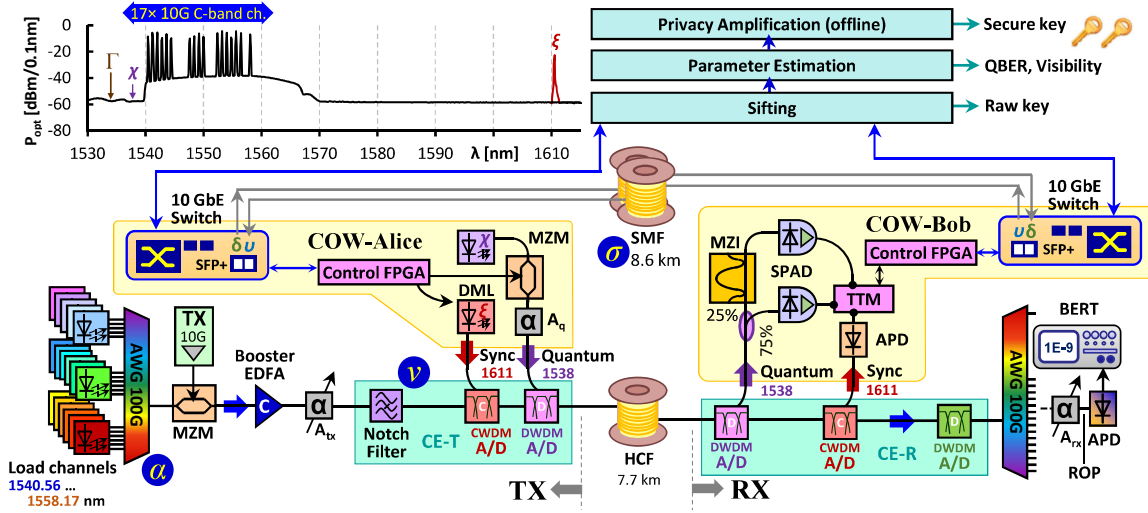 17× 10G C-band ch.
P_opt [dBm/0.1nm]
0
-20
-40
-60
-80
Γ
χ
ξ
1530 1540 1550 1560 1570 1580 1590 1600 1610
λ [nm]
Privacy Amplification (offline)
Secure key
Parameter Estimation
QBER, Visibility
Sifting
Raw key
10 GbE
Switch
δ υ
SFP+
COW-Alice
Control FPGA
χ
MZM
DML
ξ
α
A_q
Sync
1611
Quantum
1538
σ
SMF
8.6 km
COW-Bob
10 GbE
Switch
υ δ
SFP+
MZI
25%
75%
SPAD
TTM
Control FPGA
APD
Quantum
1538
Sync
1611
TX
10G
AWG 100G
MZM
Booster
EDFA
C
α
A_tx
ν
Notch
Filter
CE-T
C
CWDM
A/D
D
DWDM
A/D
HCF
7.7 km
D
DWDM
A/D
C
CWDM
A/D
CE-R
D
DWDM
A/D
AWG 100G
BERT
1E-9
α
A_rx
APD
ROP
Load channels
1540.56 ...
1558.17 nm
α
TX
RX